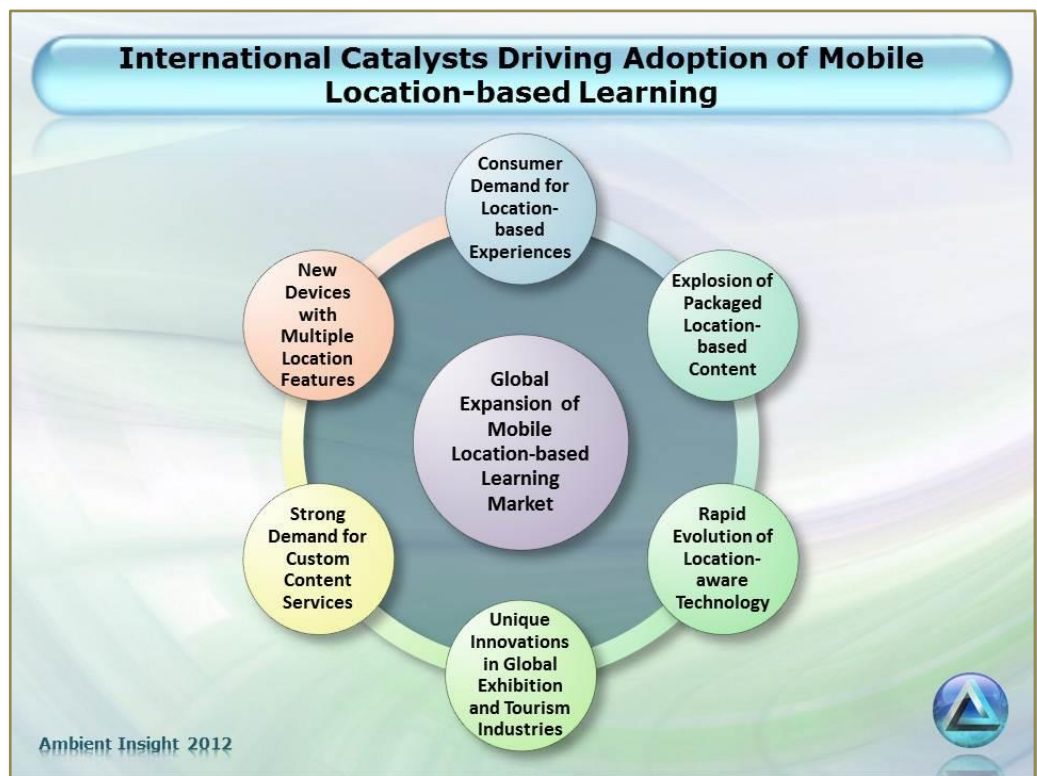 International Catalysts Driving Adoption of Mobile
Location-based Learning
Consumer
Demand for
Location-
based
Experiences
Explosion of
Packaged
Location-
based
Content
Rapid
Evolution of
Location-
aware
Technology
Unique
Innovations
in Global
Exhibition
and Tourism
Industries
Strong
Demand for
Custom
Content
Services
New
Devices
with
Multiple
Location
Features
Global
Expansion of
Mobile
Location-based
Learning
Market
Ambient Insight 2012